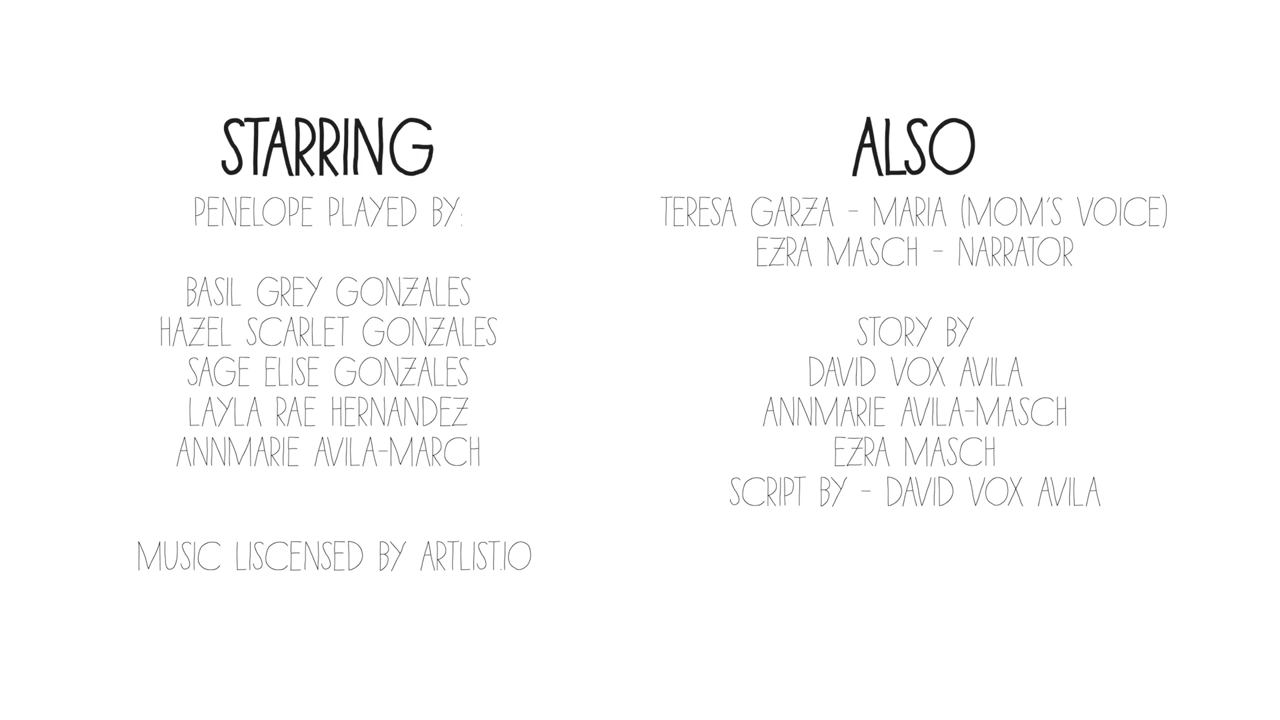 STARRING
PENELOPE PLAYED BY:
BASIL GREY GONZALES
HAZEL SCARLET GONZALES
SAGE ELISE GONZALES
LAYLA RAE HERNANDEZ
ANNMARIE AVILA-MARCH
MUSIC LISCENSED BY ARTLIST.IO
ALSO
TERESA GARZA - MARIA (MOM'S VOICE)
EZRA MASCH - NARRATOR
STORY BY
DAVID VOX AVILA
ANNMARIE AVILA-MASCH
EZRA MASCH
SCRIPT BY - DAVID VOX AVILA